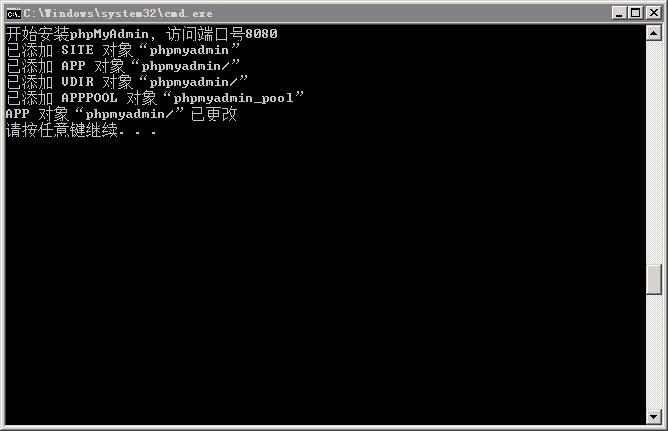 C:\Windows\system32\cmd.exe
开始安装phpMyAdmin, 访问端口号8080
已添加 SITE 对象“phpmyadmin”
已添加 APP 对象“phpmyadmin/”
已添加 VDIR 对象“phpmyadmin/”
已添加 APPPOOL 对象“phpmyadmin_pool”
APP 对象“phpmyadmin/” 已更改
请按任意键继续. . .